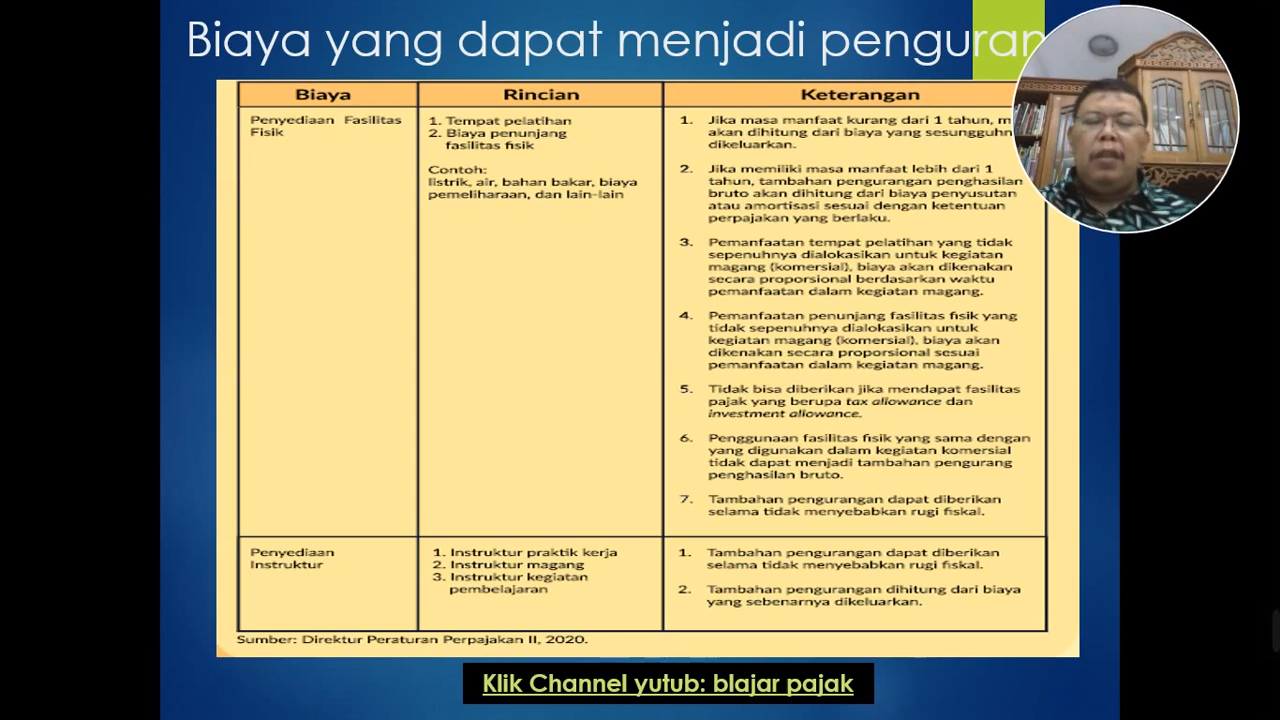 Biaya yang dapat menjadi penguran
Biaya
Rincian
Keterangan
Penyediaan Fasilitas
Fisik
1. Tempat pelatihan
2. Biaya penunjang
fasilitas fisik
Contoh:
listrik, air, bahan bakar, biaya
pemeliharaan, dan lain-lain
1. Jika masa manfaat kurang dari 1 tahun,
akan dihitung dari biaya yang sesungguhn
dikeluarkan.
2. Jika memiliki masa manfaat lebih dari 1
tahun, tambahan pengurangan penghasilan
bruto akan dihitung dari biaya penyusutan
atau amortisasi sesuai dengan ketentuan
perpajakan yang berlaku.
3. Pemanfaatan tempat pelatihan yang tidak
sepenuhnya dialokasikan untuk kegiatan
magang (komersial), biaya akan dikenakan
secara proporsional berdasarkan waktu
pemanfaatan dalam kegiatan magang.
4. Pemanfaatan penunjang fasilitas fisik yang
tidak sepenuhnya dialokasikan untuk
kegiatan magang (komersial), biaya akan
dikenakan secara proporsional sesuai
pemanfaatan dalam kegiatan magang.
5. Tidak bisa diberikan jika mendapat fasilitas
pajak yang berupa tax allowance dan
investment allowance.
6. Penggunaan fasilitas fisik yang sama dengan
yang digunakan dalam kegiatan komersial
tidak dapat menjadi tambahan pengurang
penghasilan bruto.
7. Tambahan pengurangan dapat diberikan
selama tidak menyebabkan rugi fiskal.
Penyediaan
Instruktur
1. Instruktur praktik kerja
2. Instruktur magang
3. Instruktur kegiatan
pembelajaran
1. Tambahan pengurangan dapat diberikan
selama tidak menyebabkan rugi fiskal.
2. Tambahan pengurangan dihitung dari biaya
yang sebenarnya dikeluarkan.
Sumber: Direktur Peraturan Perpajakan II, 2020.
Klik Channel yutub: blajar pajak